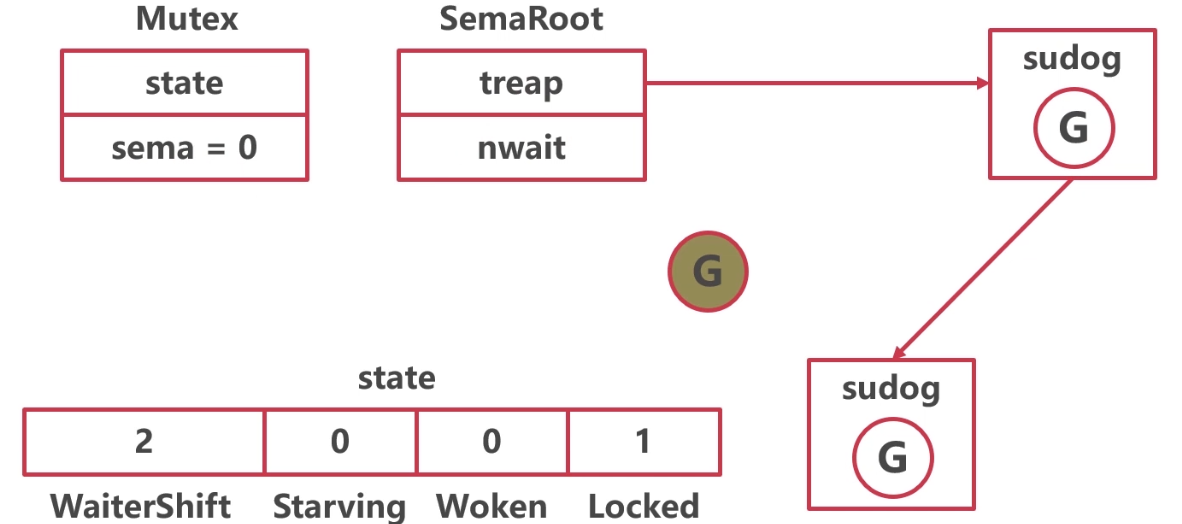 Mutex
state
sema = 0
SemaRoot
treap
nwait
sudog
G
G
sudog
G
state
2 0 0 1
WaiterShift Starving Woken Locked